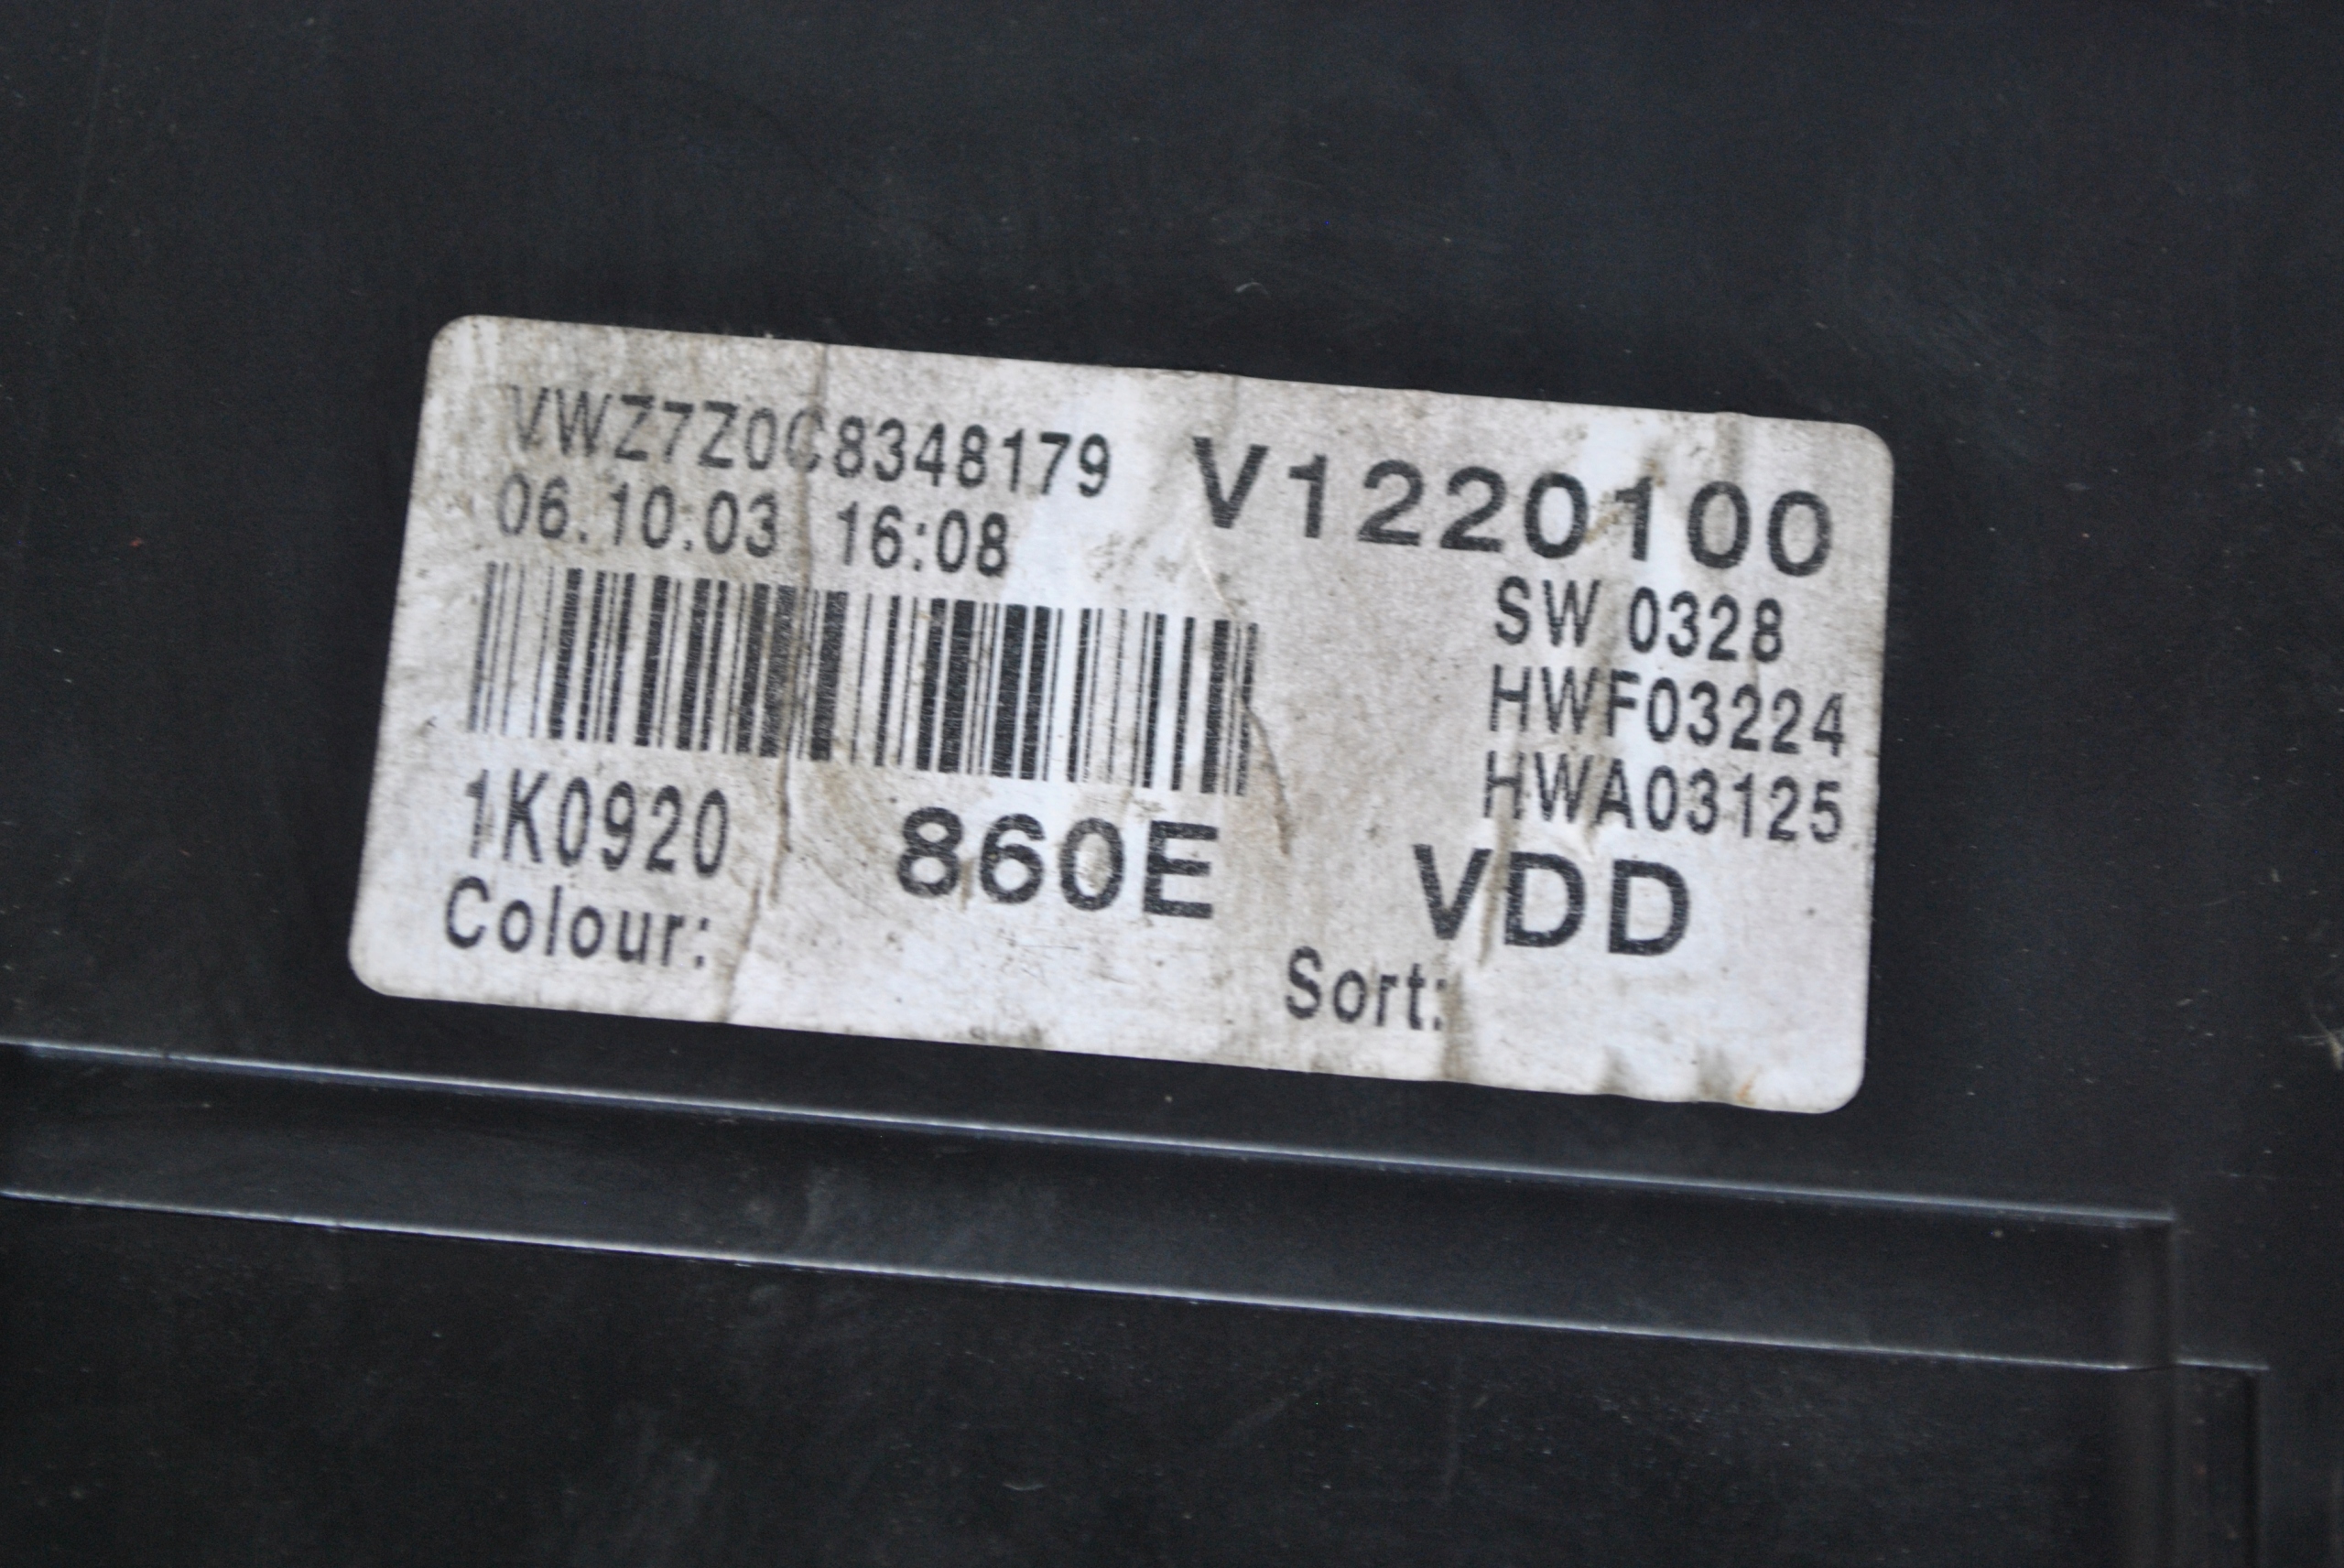 VWZ7Z0C8348179 V1220100
06.10.03 16:08
SW 0328
HWF03224
HWA03125
1K0920 860E VDD
Colour: Sort: